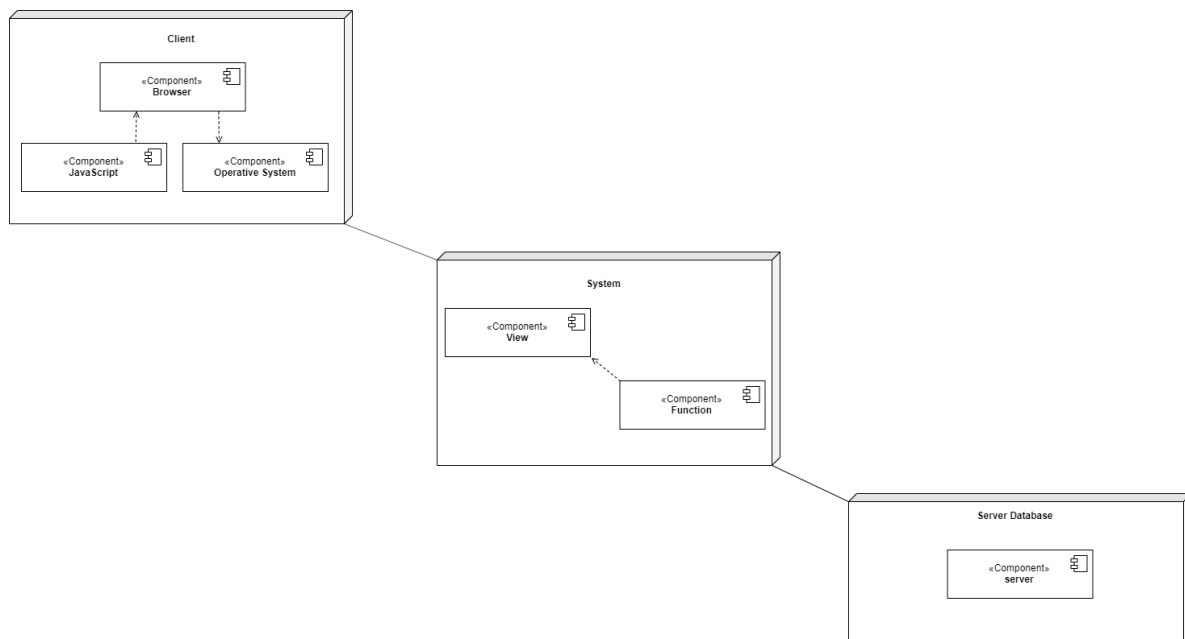 Client
«Component»
Browser
«Component»
JavaScript
«Component»
Operative System
System
«Component»
View
«Component»
Function
Server Database
«Component»
server